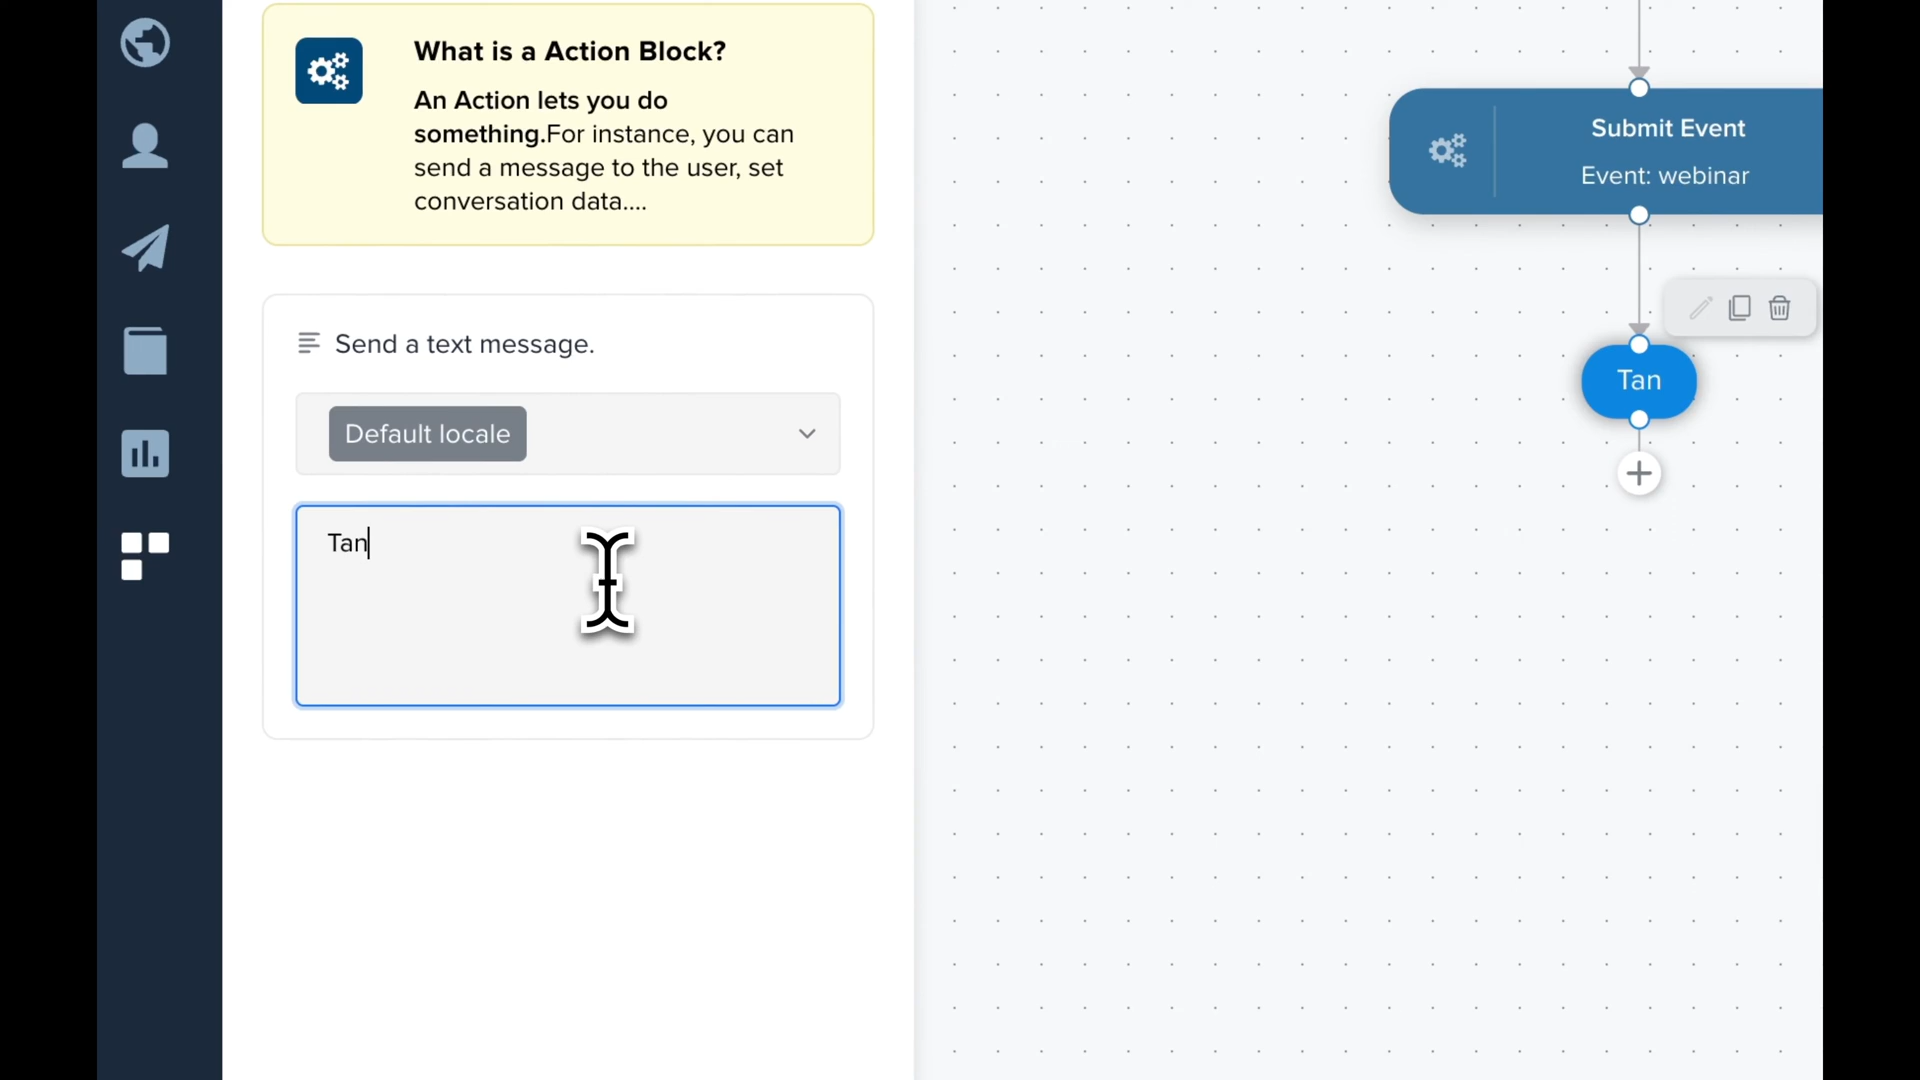 What is a Action Block?
An Action lets you do
something.For instance, you can
send a message to the user, set
conversation data....
Send a text message.
Default locale
Tan
Submit Event
Event: webinar
Tan